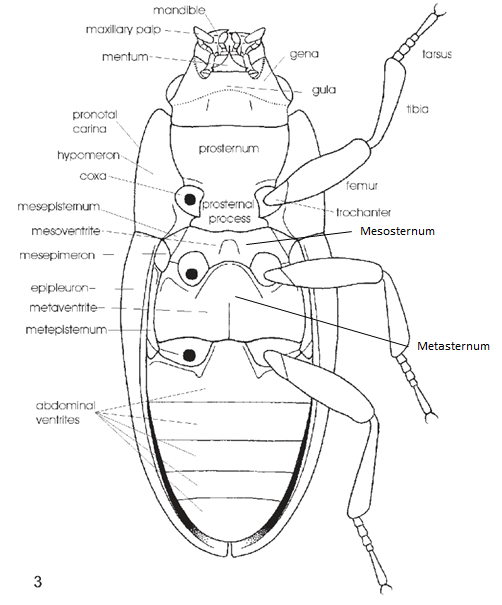 mandible
maxillary palp
mentum
gena
tarsus
gula
tibia
pronotal
carina
prosternum
hypomeron
coxa
femur
mesepisternum
prosternal
process
trochanter
mesoventrite
Mesosternum
mesepimeron
epipleuron
metaventrite
metepisternum
Metasternum
abdominal
ventrites
3